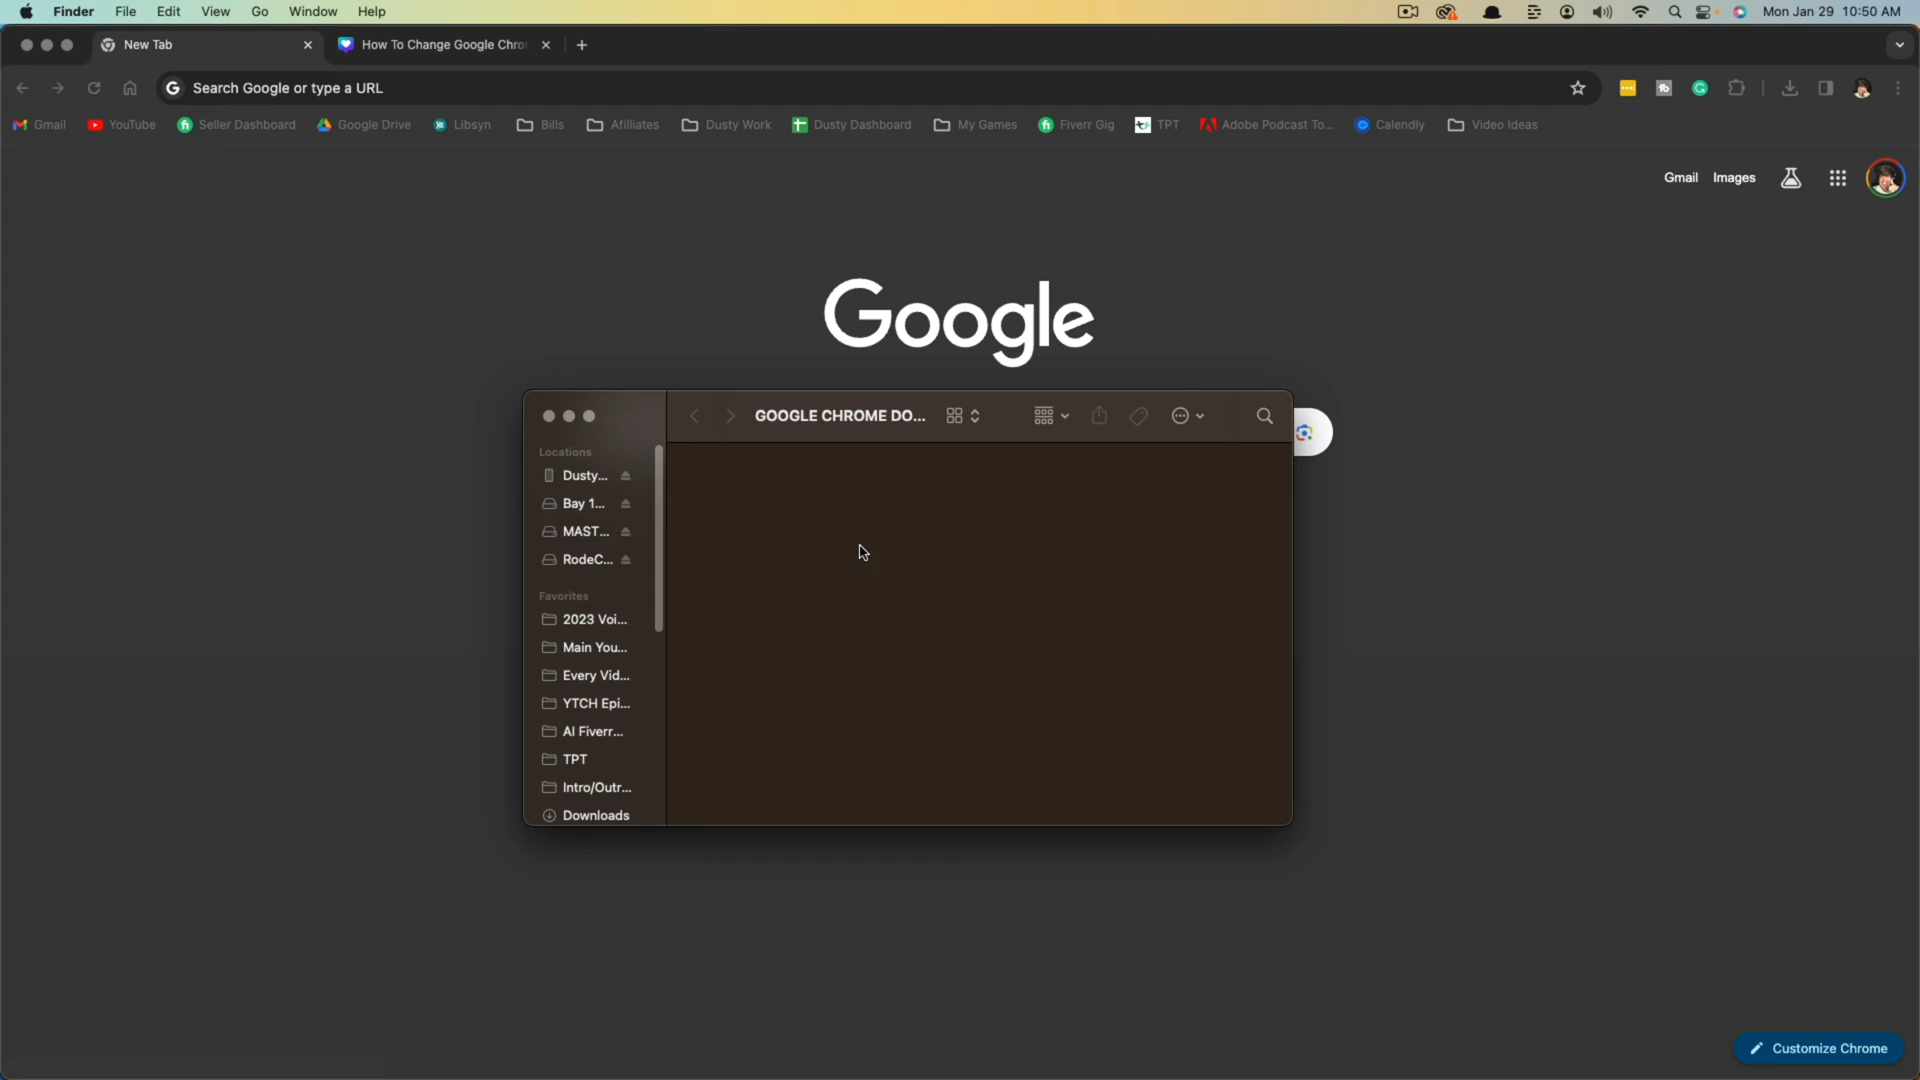 Finder File Edit View Go Window Help Mon Jan 29 10:50 AM
New Tab How To Change Google Chro
Search Google or type a URL
Gmail YouTube Seller Dashboard Google Drive Libsyn Bills Afilliates Dusty Work Dusty Dashboard My Games Fiverr Gig TPT Adobe Podcast To... Calendly Video Ideas
Gmail Images
Google
GOOGLE CHROME DO...
Locations
Dusty...
Bay 1...
MAST...
RodeC...
Favorites
2023 Voi...
Main You...
Every Vid...
YTCH Epi...
AI Fiverr...
TPT
Intro/Outr...
Downloads
Customize Chrome